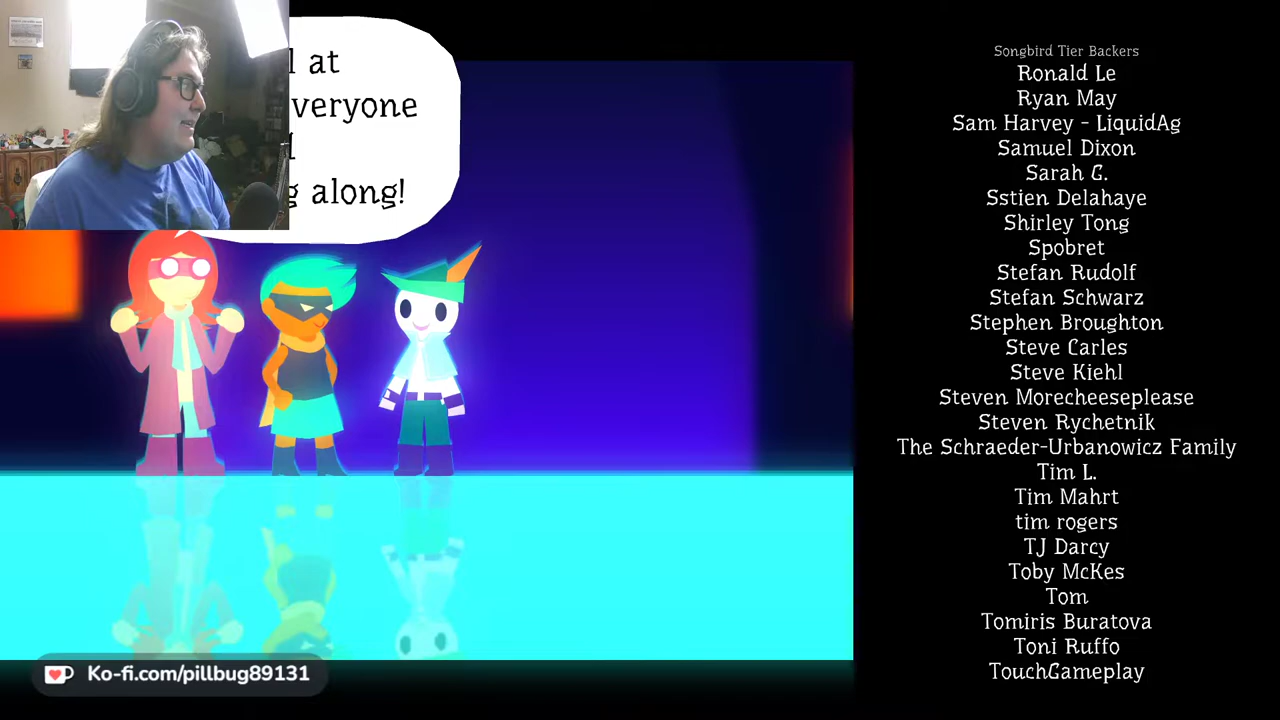 at
everyone
along!
Songbird Tier Backers
Ronald Le
Ryan May
Sam Harvey - LiquidAg
Samuel Dixon
Sarah G.
Sstien Delahaye
Shirley Tong
Spobret
Stefan Rudolf
Stefan Schwarz
Stephen Broughton
Steve Carles
Steve Kiehl
Steven Morecheeseplease
Steven Rychetnik
The Schraeder-Urbanowicz Family
Tim L.
Tim Mahrt
tim rogers
TJ Darcy
Toby McKes
Tom
Tomiris Buratova
Toni Ruffo
TouchGameplay
Ko-fi.com/pillbug89131